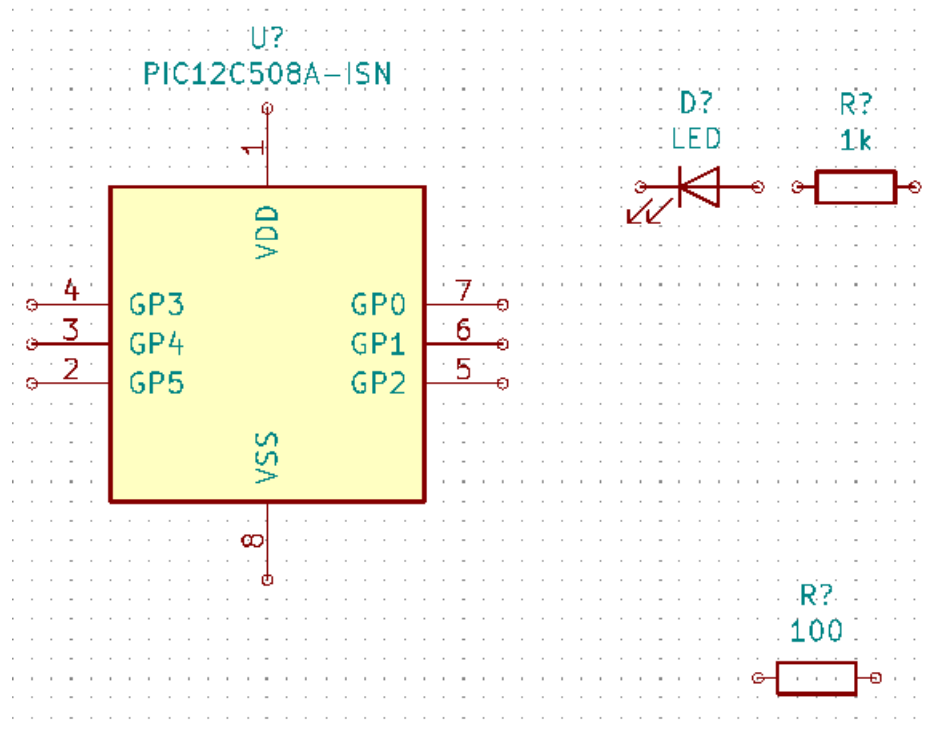 U?
PIC12C508A-ISN
1
VDD
4
GP3
3
GP4
2
GP5
GP0
7
GP1
6
GP2
5
VSS
8
D?
LED
R?
1k
R?
100